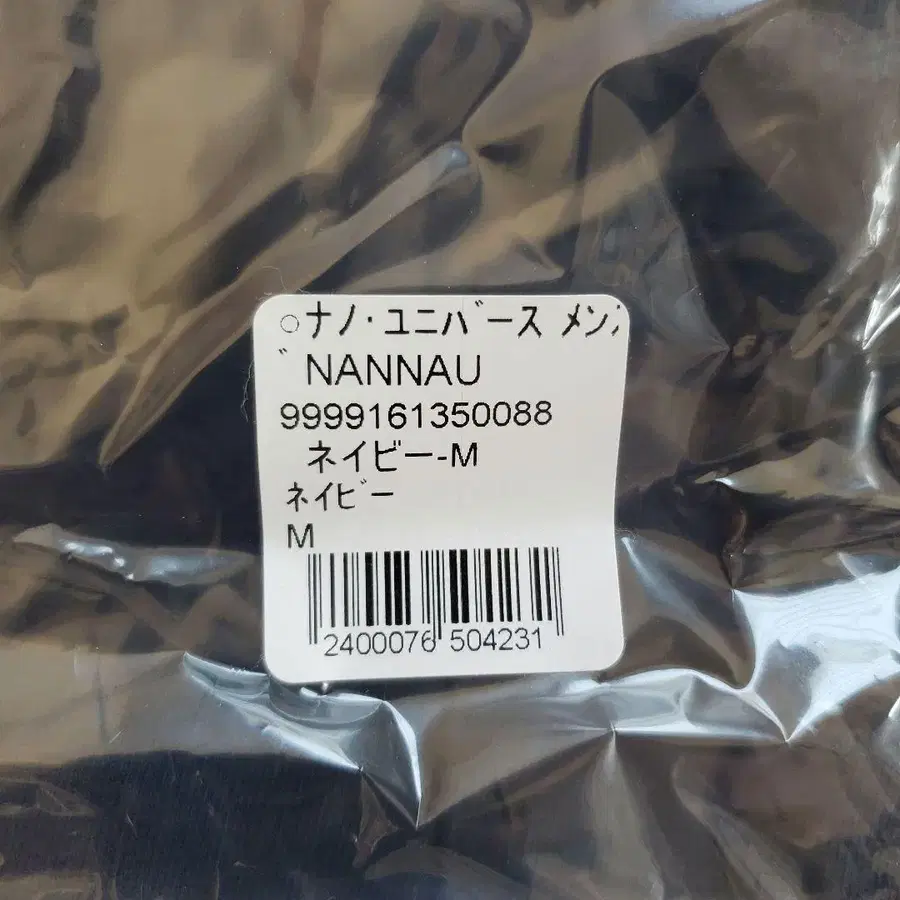 ○ナノ・ユニバース メンズ
NANNAU
9999161350088
ネイビー-M
ネイビー
M
2400076 504231